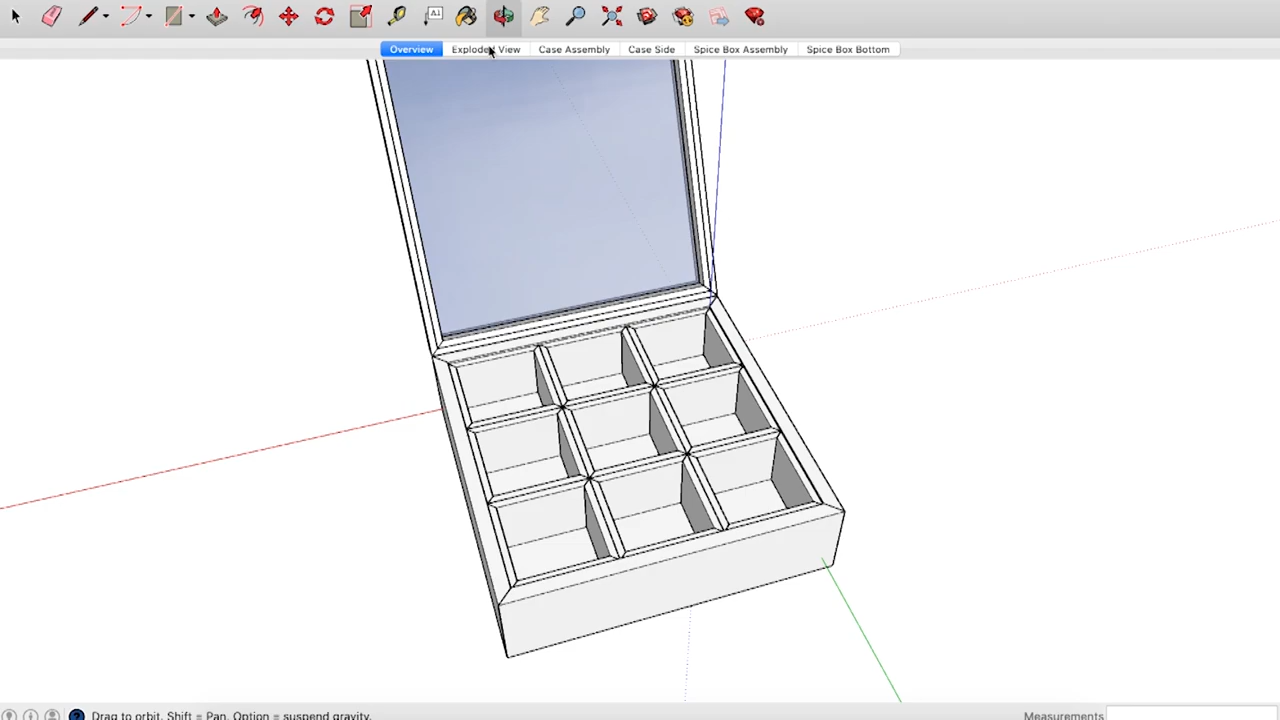 A1
Overview Exploded View Case Assembly Case Side Spice Box Assembly Spice Box Bottom
? Drag to orbit. Shift = Pan, Option = suspend gravity. Measurements